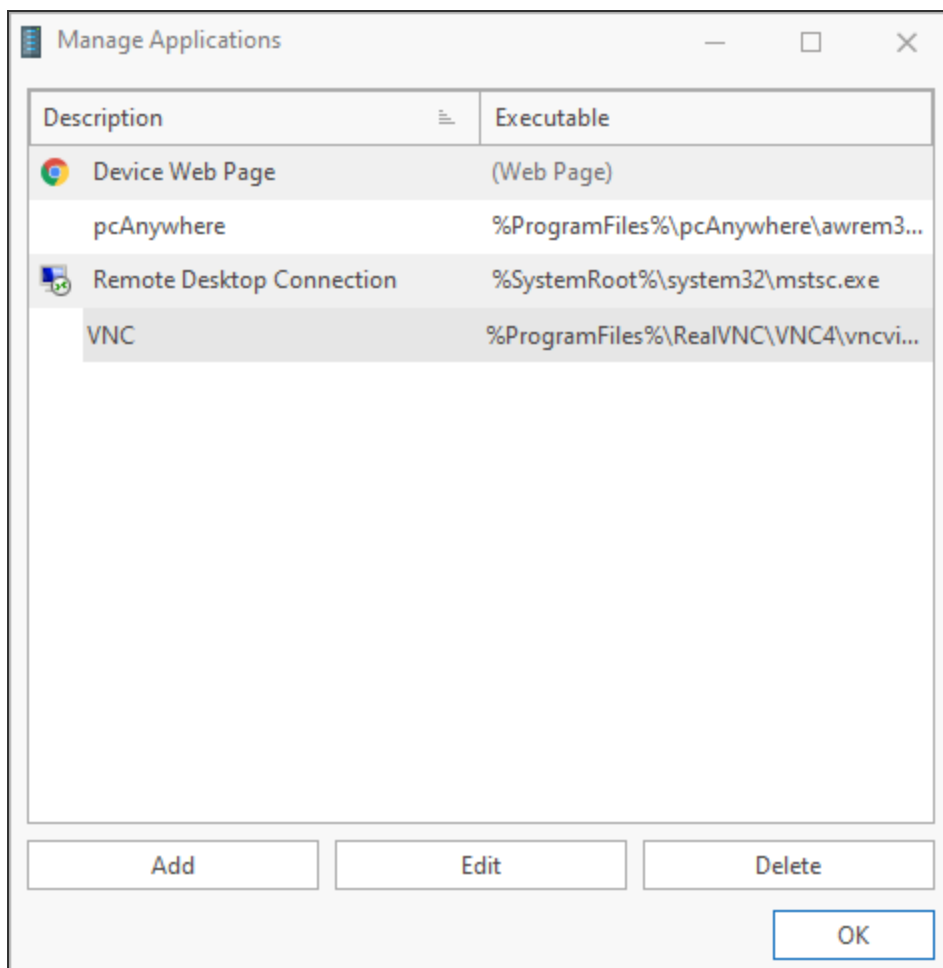 Manage Applications
Description Executable
Device Web Page (Web Page)
pcAnywhere %ProgramFiles%\pcAnywhere\awrem3...
Remote Desktop Connection %SystemRoot%\system32\mstsc.exe
VNC %ProgramFiles%\RealVNC\VNC4\vncvi...
Add Edit Delete
OK